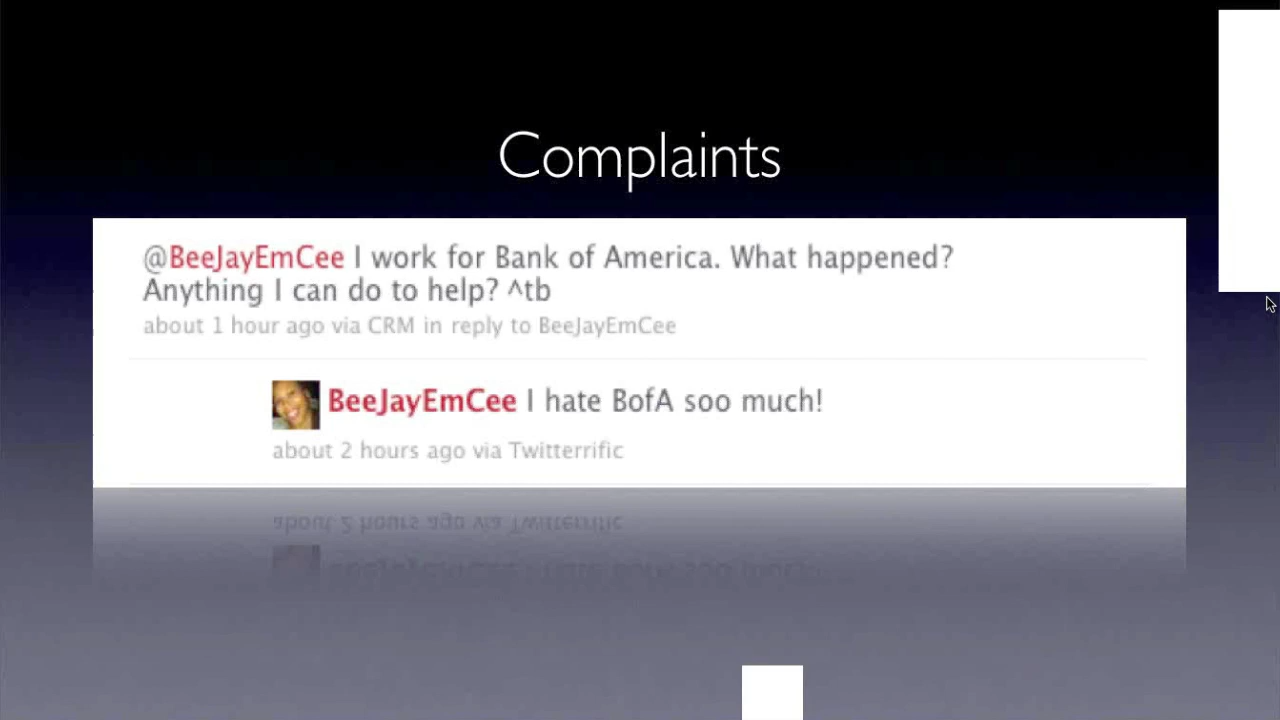 Complaints
@BeeJayEmCee I work for Bank of America. What happened?
Anything I can do to help? ^tb
about 1 hour ago via CRM in reply to BeeJayEmCee
BeeJayEmCee I hate BofA soo much!
about 2 hours ago via Twitterrific